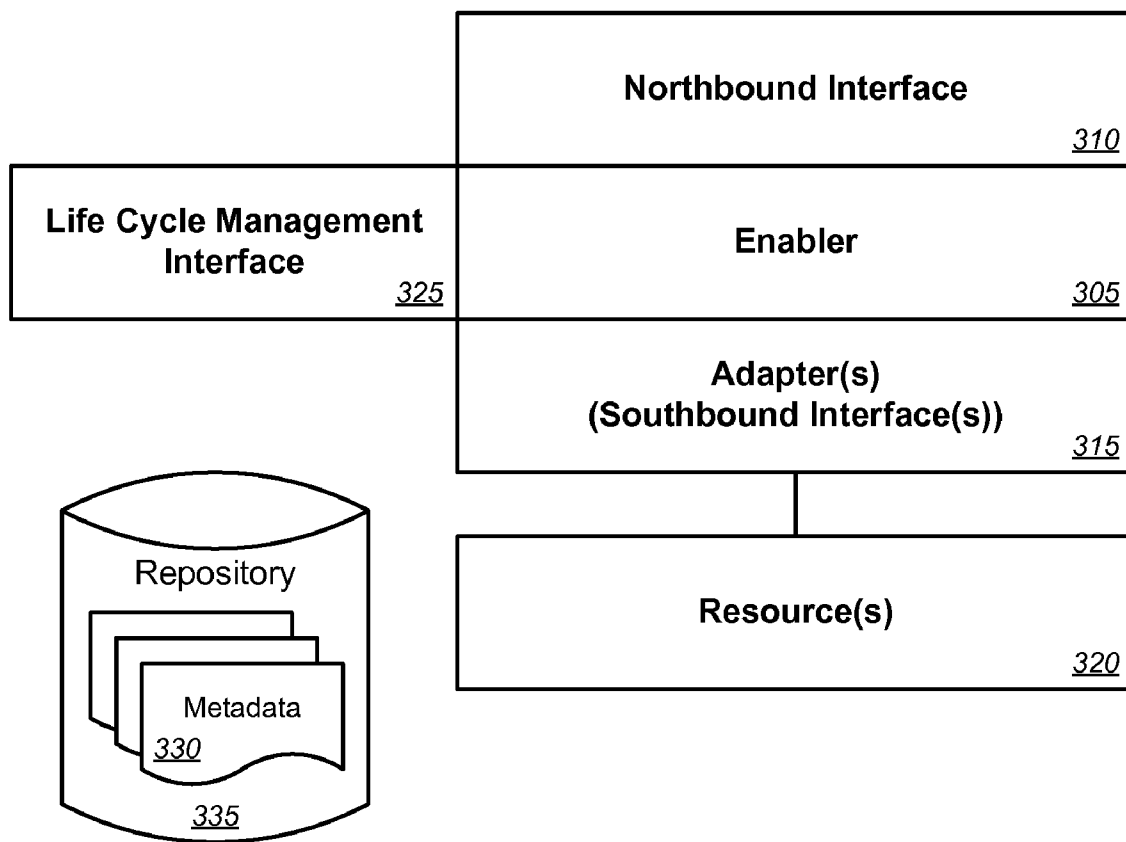 Northbound Interface
310
Life Cycle Management
Interface
325
Enabler
305
Adapter(s)
(Southbound Interface(s))
315
Repository
Metadata
330
335
Resource(s)
320